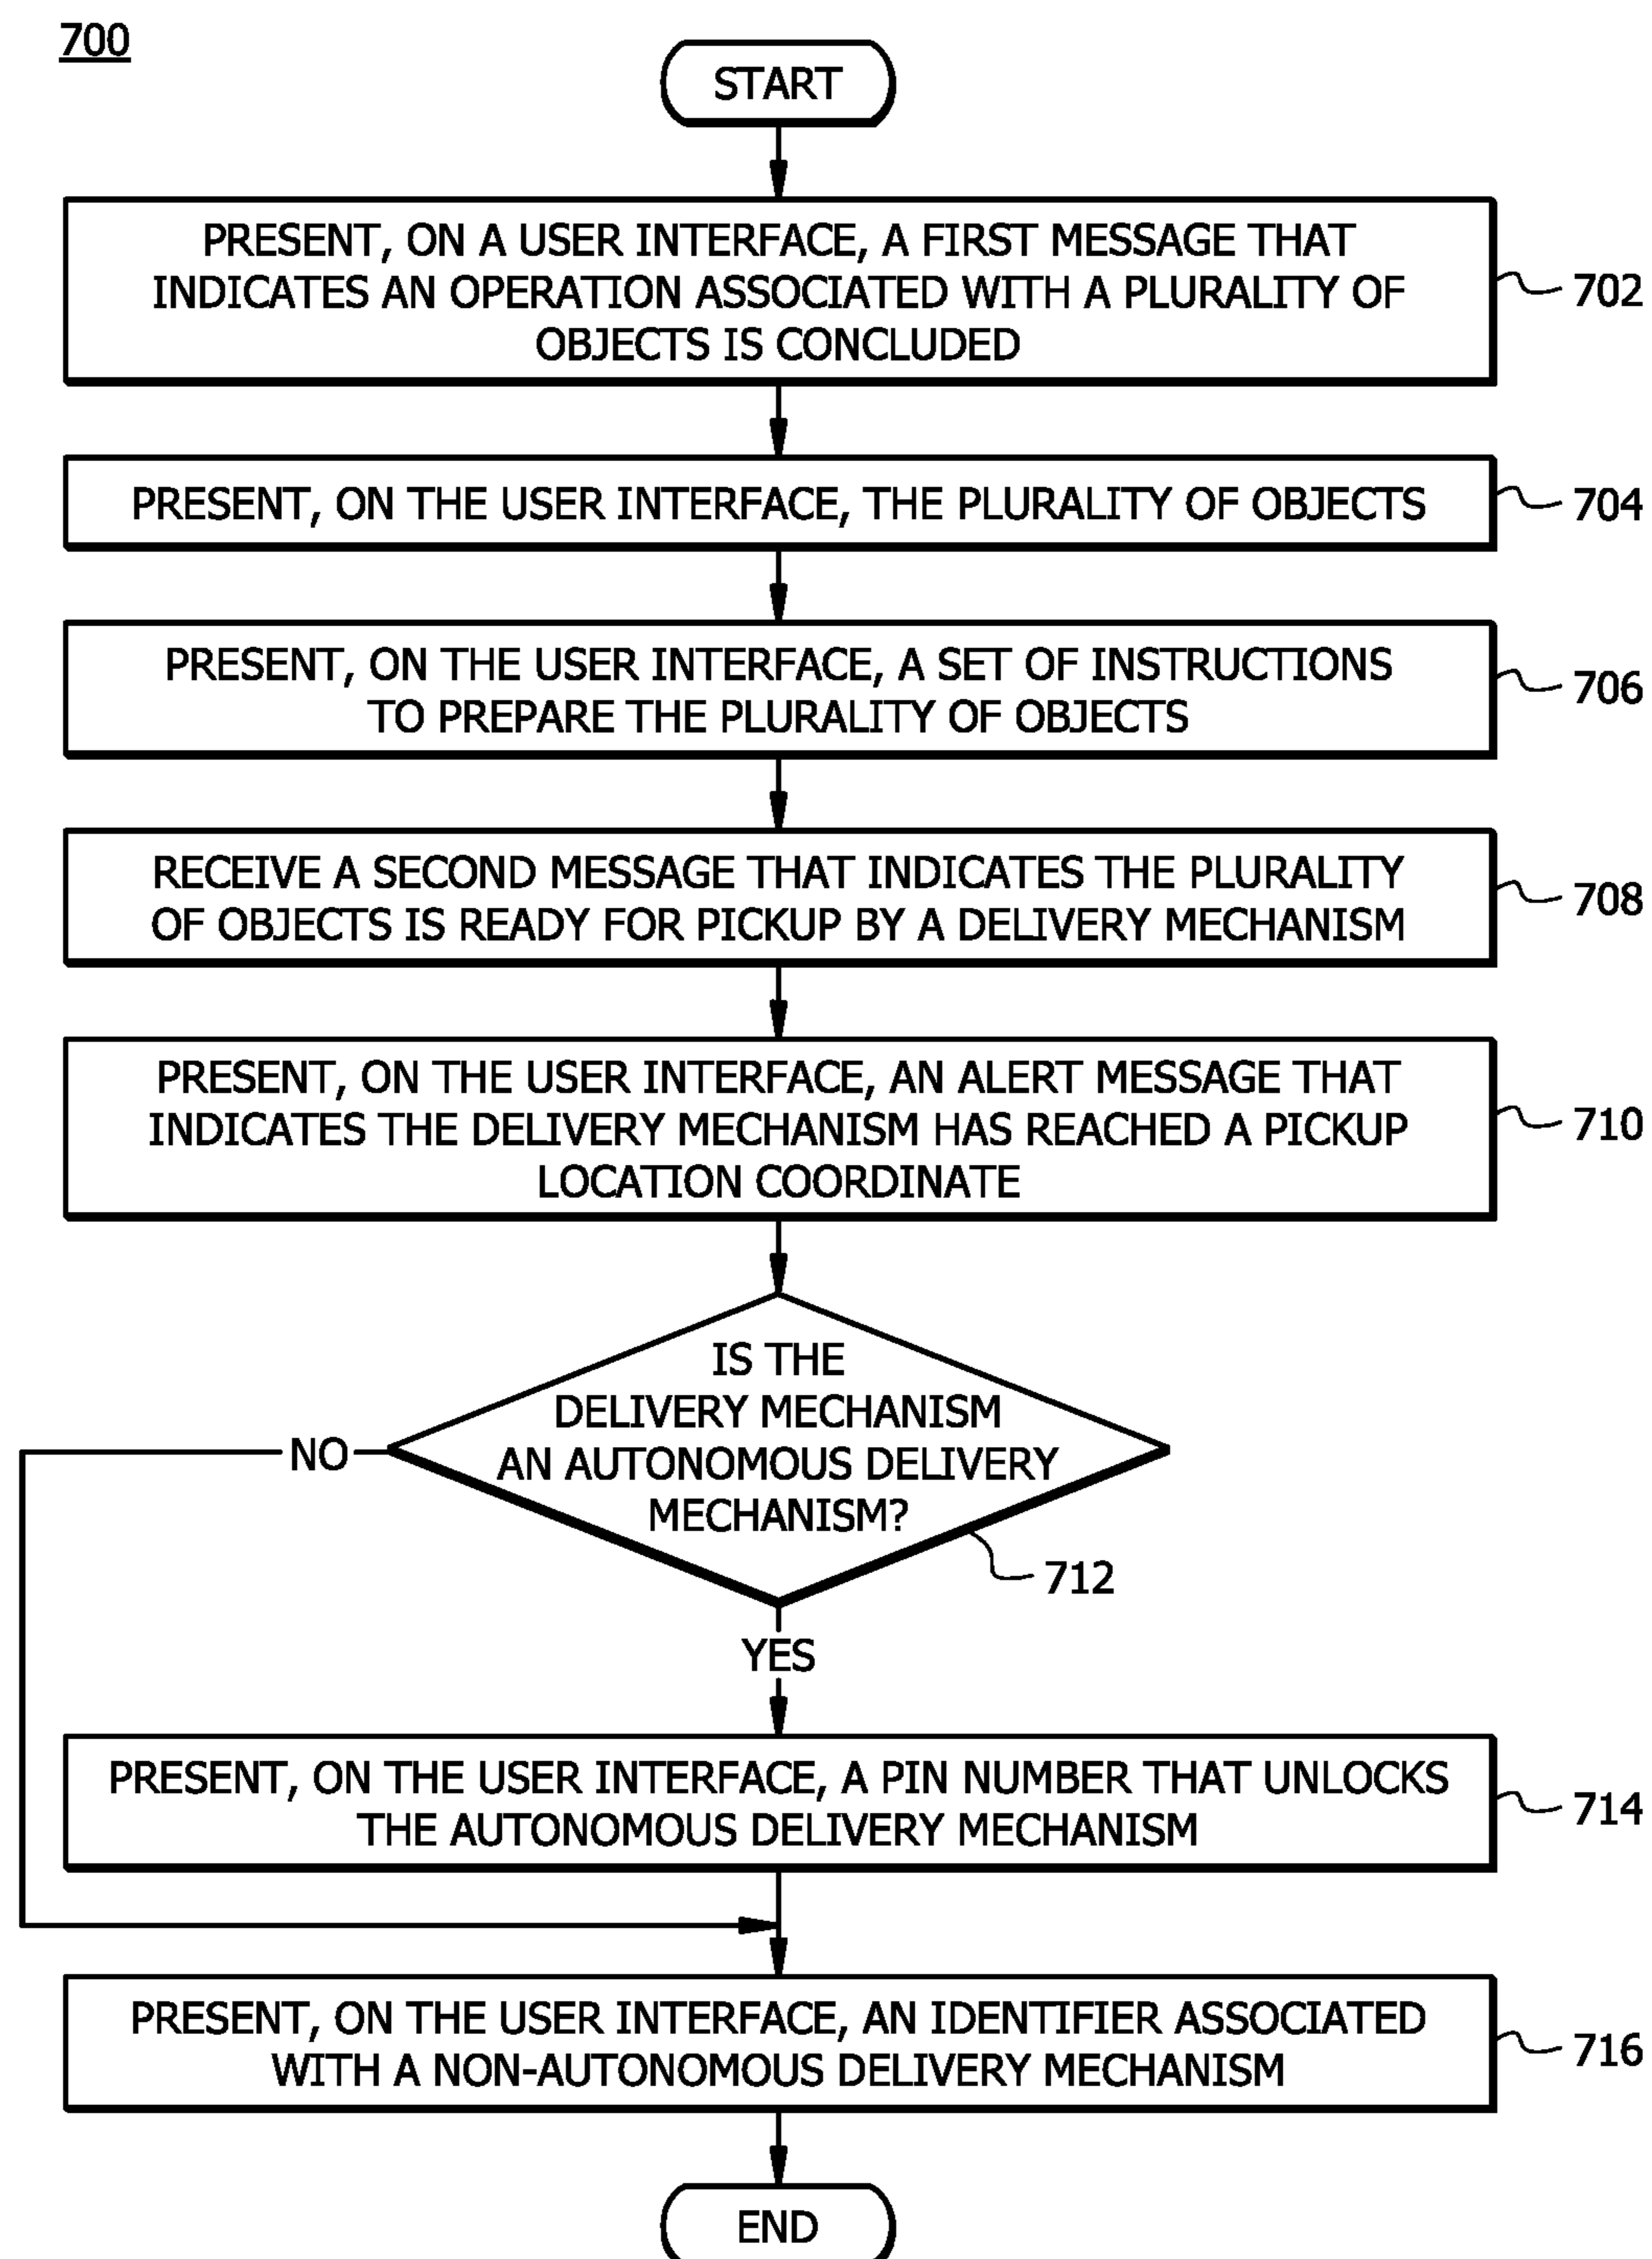 700
START
PRESENT, ON A USER INTERFACE, A FIRST MESSAGE THAT
INDICATES AN OPERATION ASSOCIATED WITH A PLURALITY OF
OBJECTS IS CONCLUDED
702
PRESENT, ON THE USER INTERFACE, THE PLURALITY OF OBJECTS
704
PRESENT, ON THE USER INTERFACE, A SET OF INSTRUCTIONS
TO PREPARE THE PLURALITY OF OBJECTS
706
RECEIVE A SECOND MESSAGE THAT INDICATES THE PLURALITY
OF OBJECTS IS READY FOR PICKUP BY A DELIVERY MECHANISM
708
PRESENT, ON THE USER INTERFACE, AN ALERT MESSAGE THAT
INDICATES THE DELIVERY MECHANISM HAS REACHED A PICKUP
LOCATION COORDINATE
710
IS THE
DELIVERY MECHANISM
AN AUTONOMOUS DELIVERY
MECHANISM?
712
NO
YES
PRESENT, ON THE USER INTERFACE, A PIN NUMBER THAT UNLOCKS
THE AUTONOMOUS DELIVERY MECHANISM
714
PRESENT, ON THE USER INTERFACE, AN IDENTIFIER ASSOCIATED
WITH A NON-AUTONOMOUS DELIVERY MECHANISM
716
END